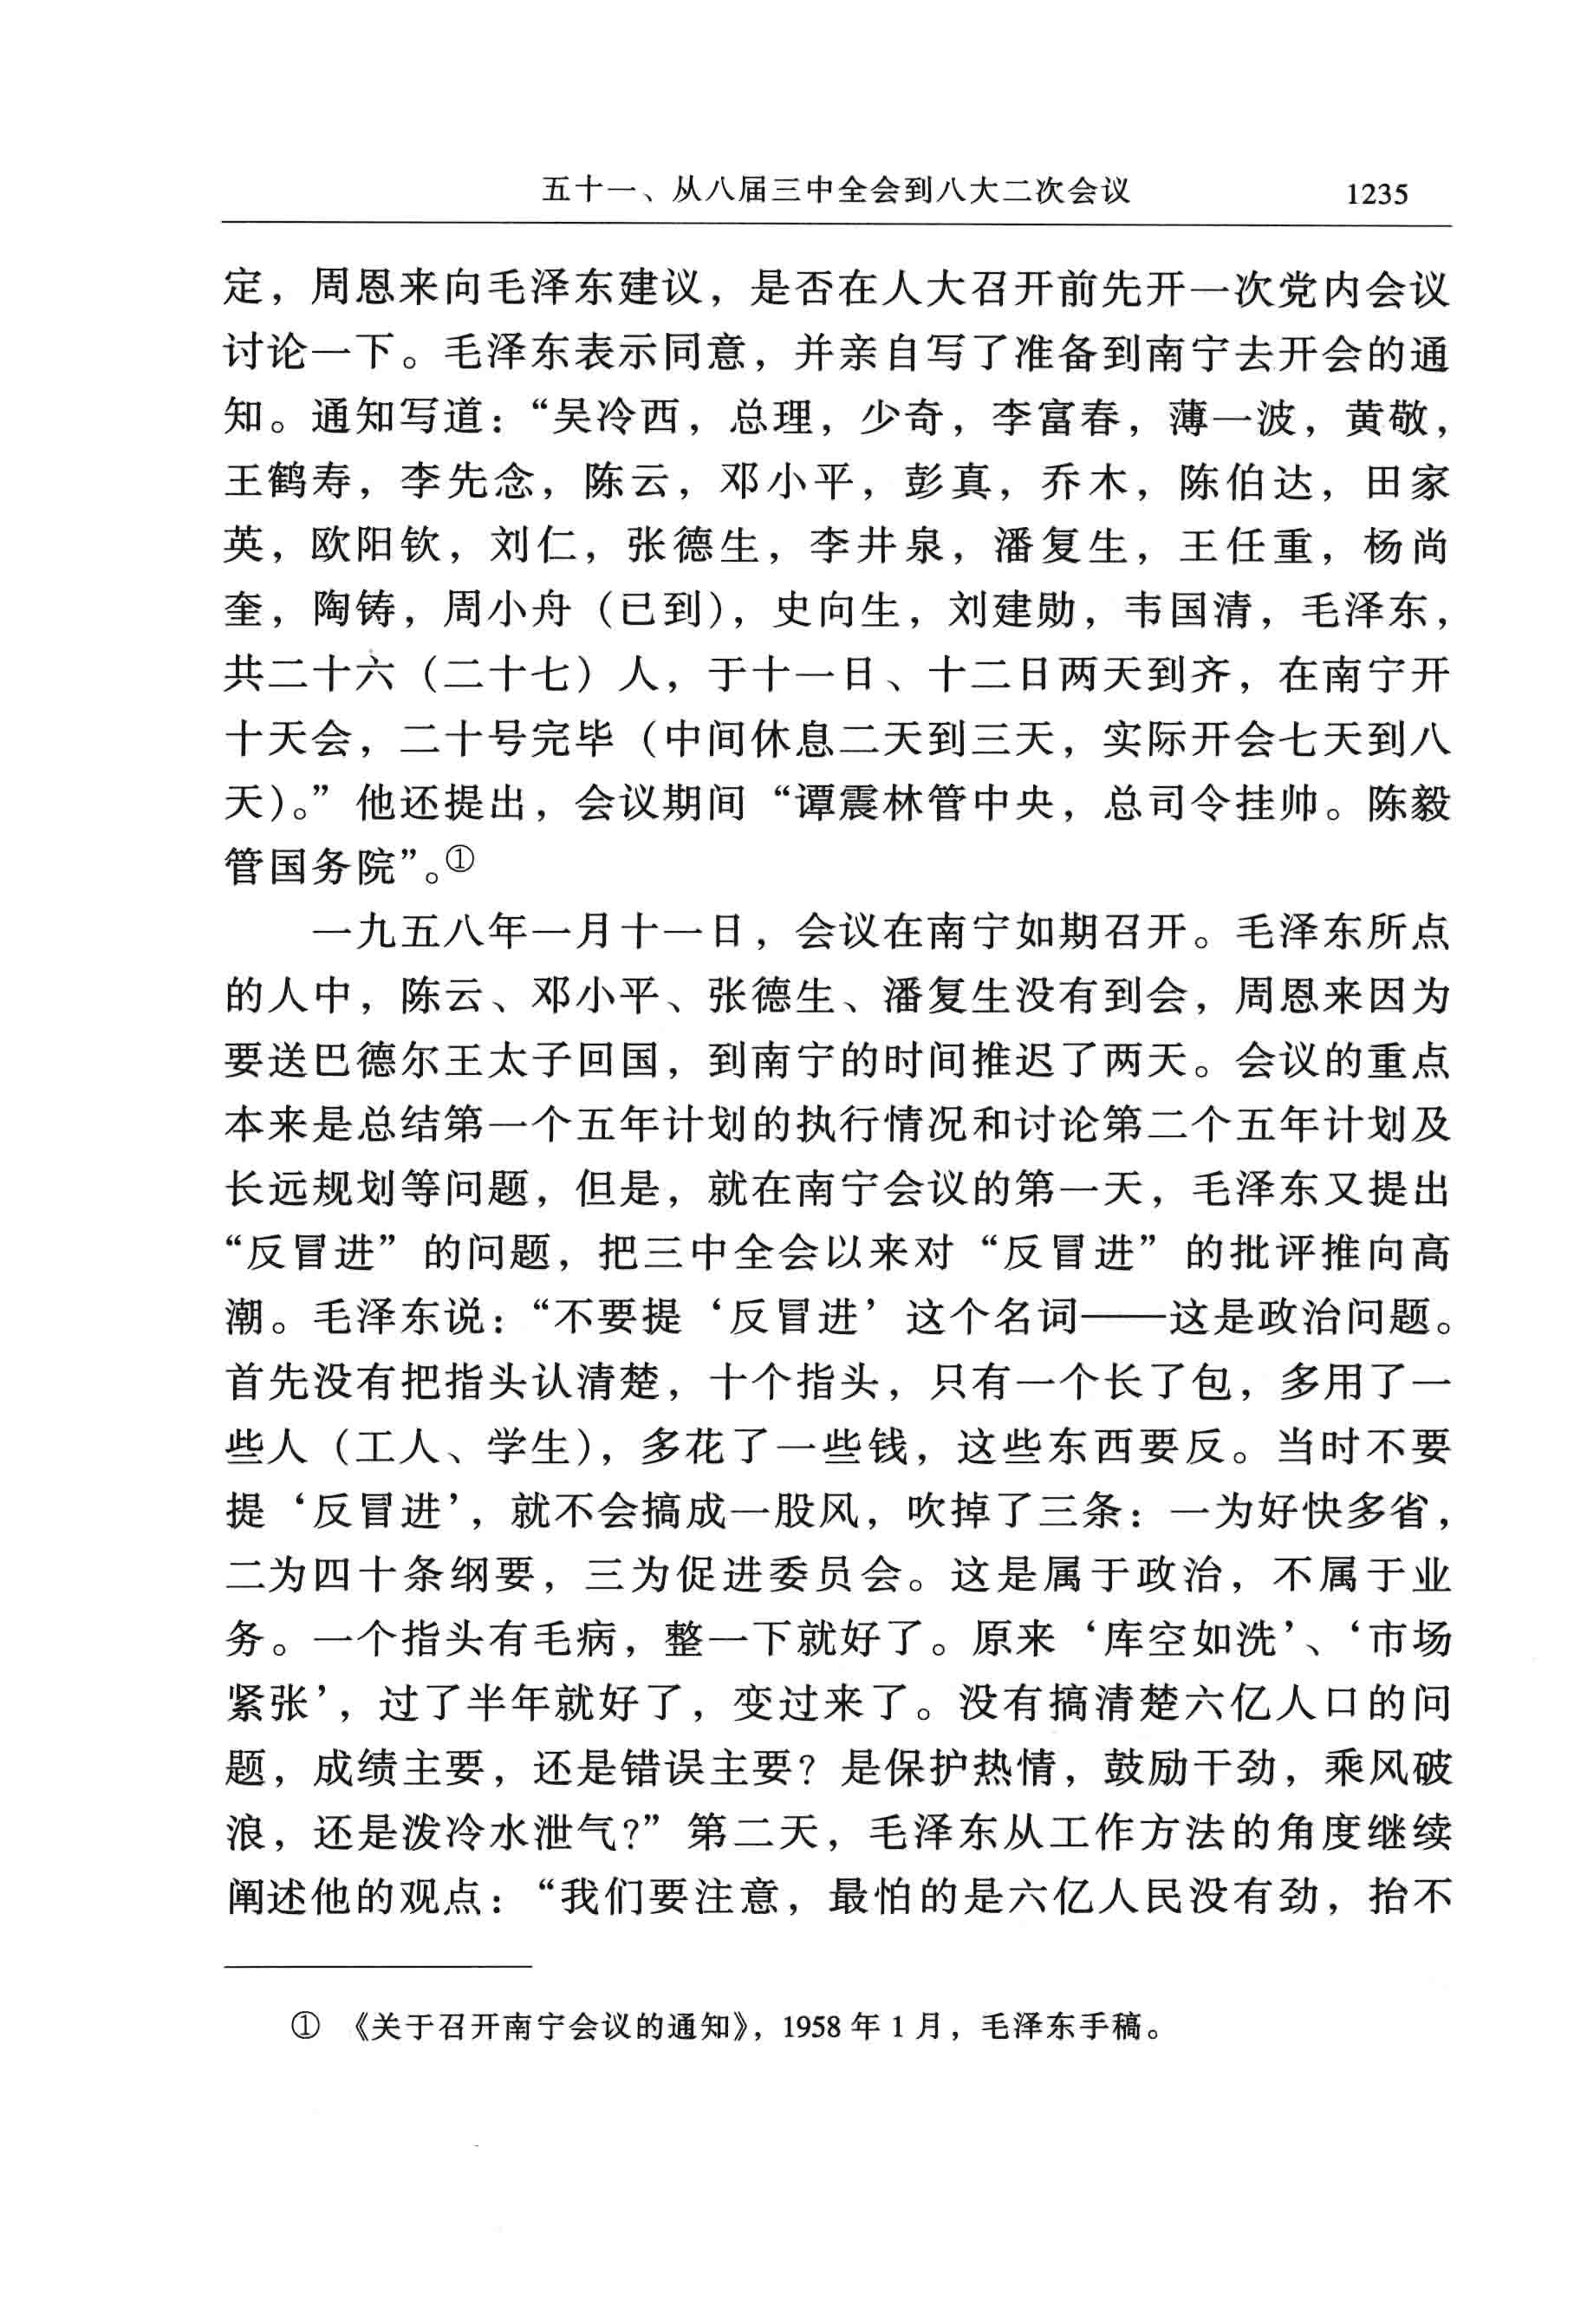 五十一、从八届三中全会到八大二次会议 1235
定，周恩来向毛泽东建议，是否在人大召开前先开一次党内会议
讨论一下。毛泽东表示同意，并亲自写了准备到南宁去开会的通
知。通知写道：“吴冷西，总理，少奇，李富春，薄一波，黄敬，
王鹤寿，李先念，陈云，邓小平，彭真，乔木，陈伯达，田家
英，欧阳钦，刘仁，张德生，李井泉，潘复生，王任重，杨尚
奎，陶铸，周小舟（已到），史向生，刘建勋，韦国清，毛泽东，
共二十六（二十七）人，于十一日、十二日两天到齐，在南宁开
十天会，二十号完毕（中间休息二天到三天，实际开会七天到八
天）。”他还提出，会议期间“谭震林管中央，总司令挂帅。陈毅
管国务院”。①
一九五八年一月十一日，会议在南宁如期召开。毛泽东所点
的人中，陈云、邓小平、张德生、潘复生没有到会，周恩来因为
要送巴德尔王太子回国，到南宁的时间推迟了两天。会议的重点
本来是总结第一个五年计划的执行情况和讨论第二个五年计划及
长远规划等问题，但是，就在南宁会议的第一天，毛泽东又提出
“反冒进”的问题，把三中全会以来对“反冒进”的批评推向高
潮。毛泽东说：“不要提‘反冒进’这个名词——这是政治问题。
首先没有把指头认清楚，十个指头，只有一个长了包，多用了一
些人（工人、学生），多花了一些钱，这些东西要反。当时不要
提‘反冒进’，就不会搞成一股风，吹掉了三条：一为好快多省，
二为四十条纲要，三为促进委员会。这是属于政治，不属于业
务。一个指头有毛病，整一下就好了。原来‘库空如洗’、‘市场
紧张’，过了半年就好了，变过来了。没有搞清楚六亿人口的问
题，成绩主要，还是错误主要？是保护热情，鼓励干劲，乘风破
浪，还是泼冷水泄气？”第二天，毛泽东从工作方法的角度继续
阐述他的观点：“我们要注意，最怕的是六亿人民没有劲，抬不
① 《关于召开南宁会议的通知》，1958年1月，毛泽东手稿。